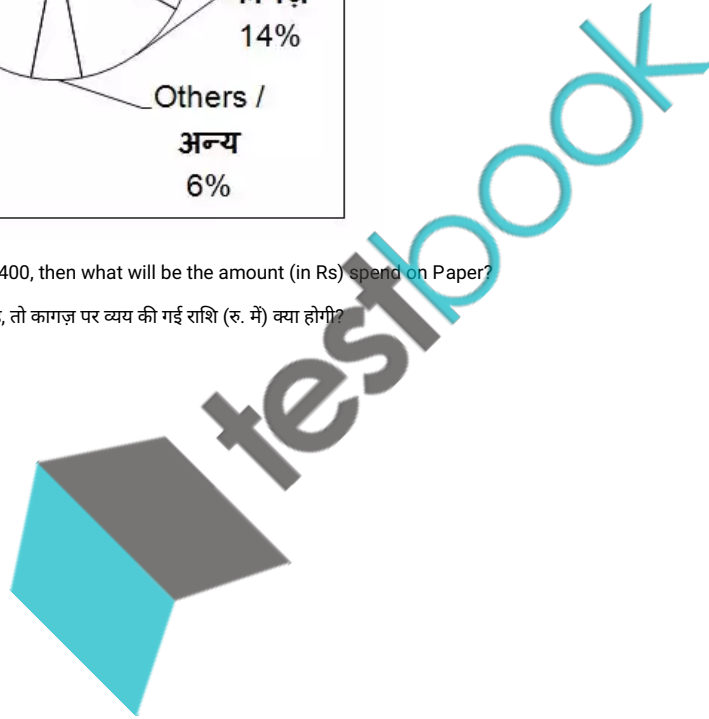 14%
Others /
अन्य
6%
400, then what will be the amount (in Rs) spend on Paper?
, तो कागज़ पर व्यय की गई राशि (रु. में) क्या होगी?
testbook